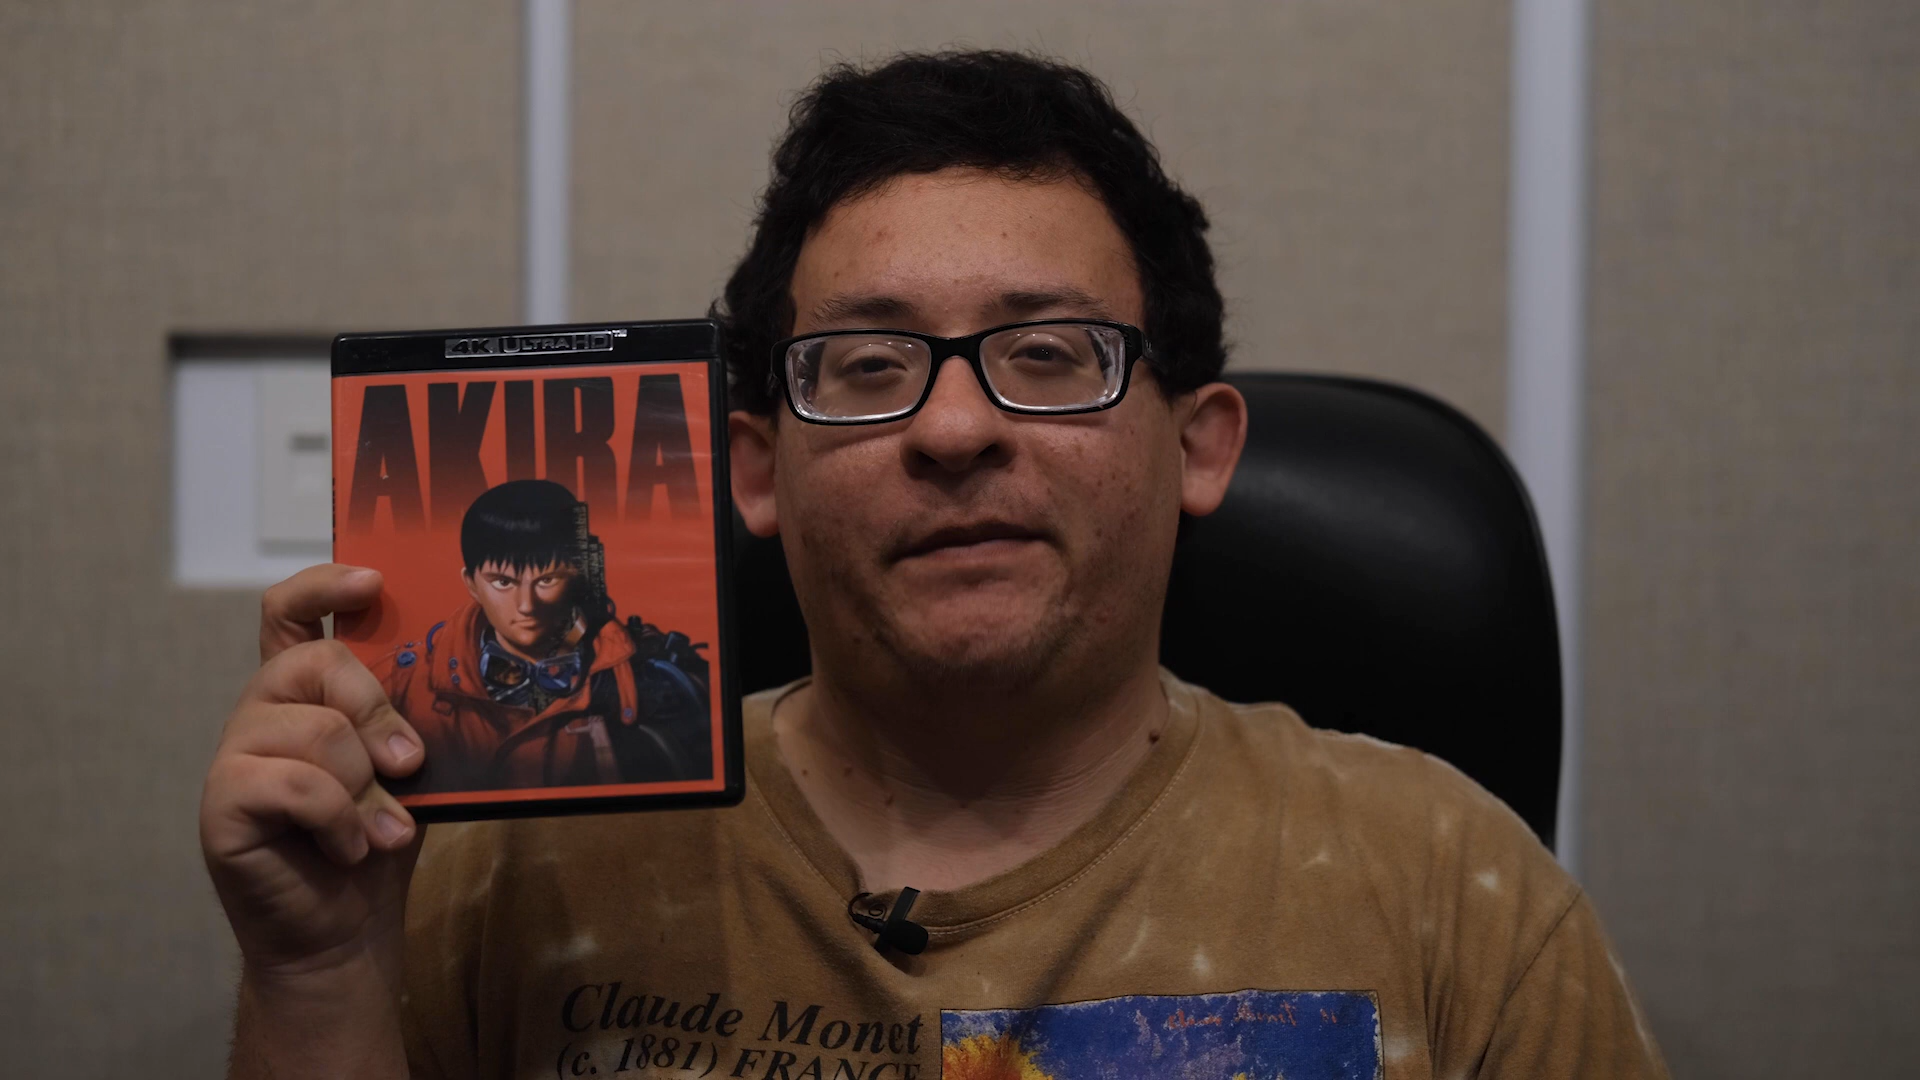 4K ULTRA HD
AKIRA
Claude Monet
(c. 1881) FRANCE